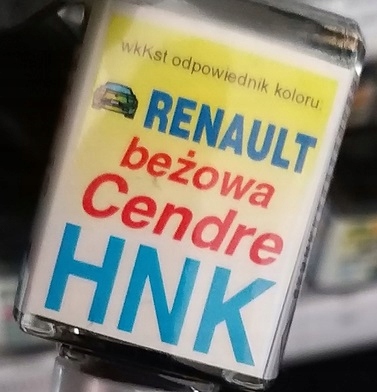 wkKst odpowiednik koloru:
RENAULT
beżowa
Cendre
HNK